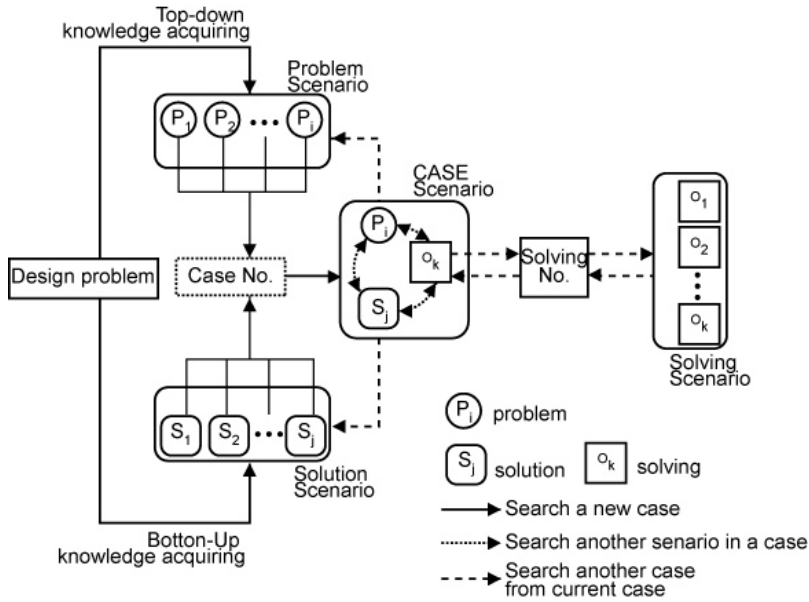 Top-down
knowledge acquiring
Problem
Scenario
P1 P2 ••• Pi
CASE
Scenario
Pi
Ok
Sj
Design problem
Case No.
Solving
No.
O1
O2
Ok
Solving
Scenario
S1 S2 ••• Sj
Solution
Scenario
Botton-Up
knowledge acquiring
Pi problem
Sj solution
Ok solving
Search a new case
Search another senario in a case
Search another case
from current case